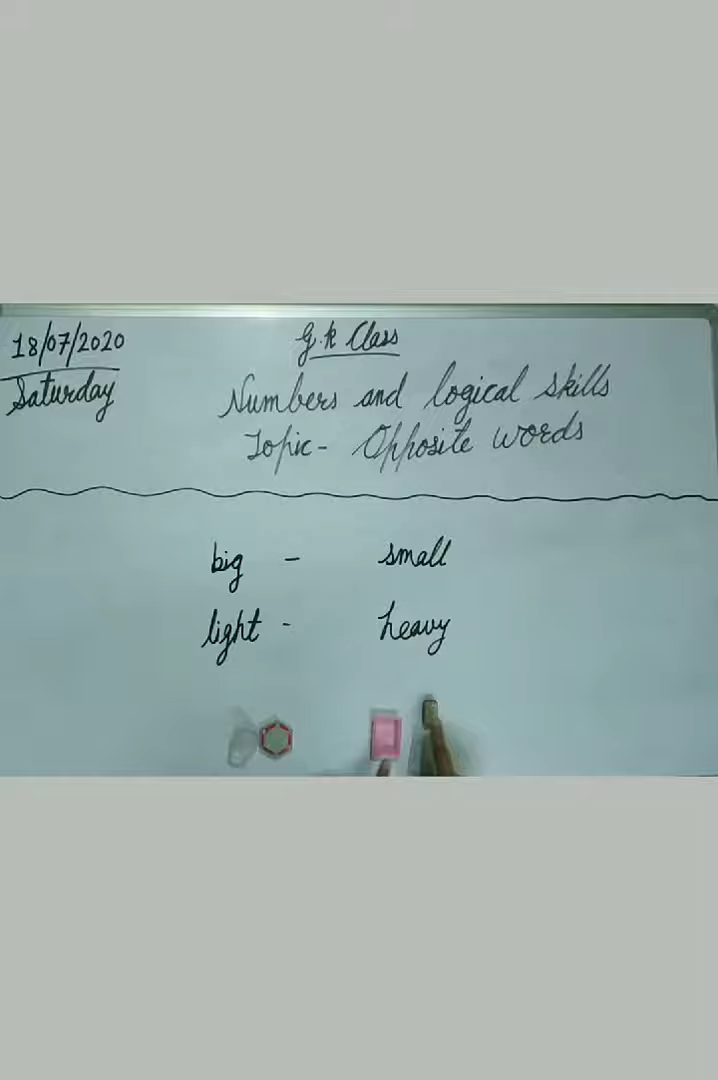 18/07/2020
Saturday
G.K Class
Numbers and logical skills
Topic- Opposite words
big - small
light - heavy